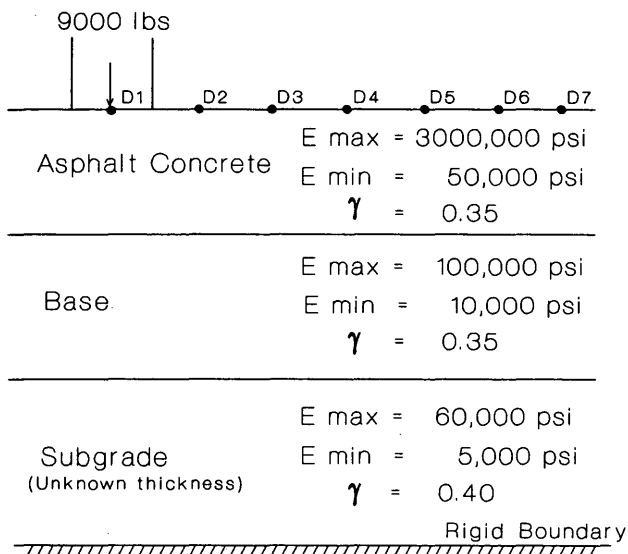 9000 lbs
D1 D2 D3 D4 D5 D6 D7
Asphalt Concrete
E max = 3000,000 psi
E min = 50,000 psi
γ = 0.35
Base
E max = 100,000 psi
E min = 10,000 psi
γ = 0.35
Subgrade
(Unknown thickness)
E max = 60,000 psi
E min = 5,000 psi
γ = 0.40
Rigid Boundary